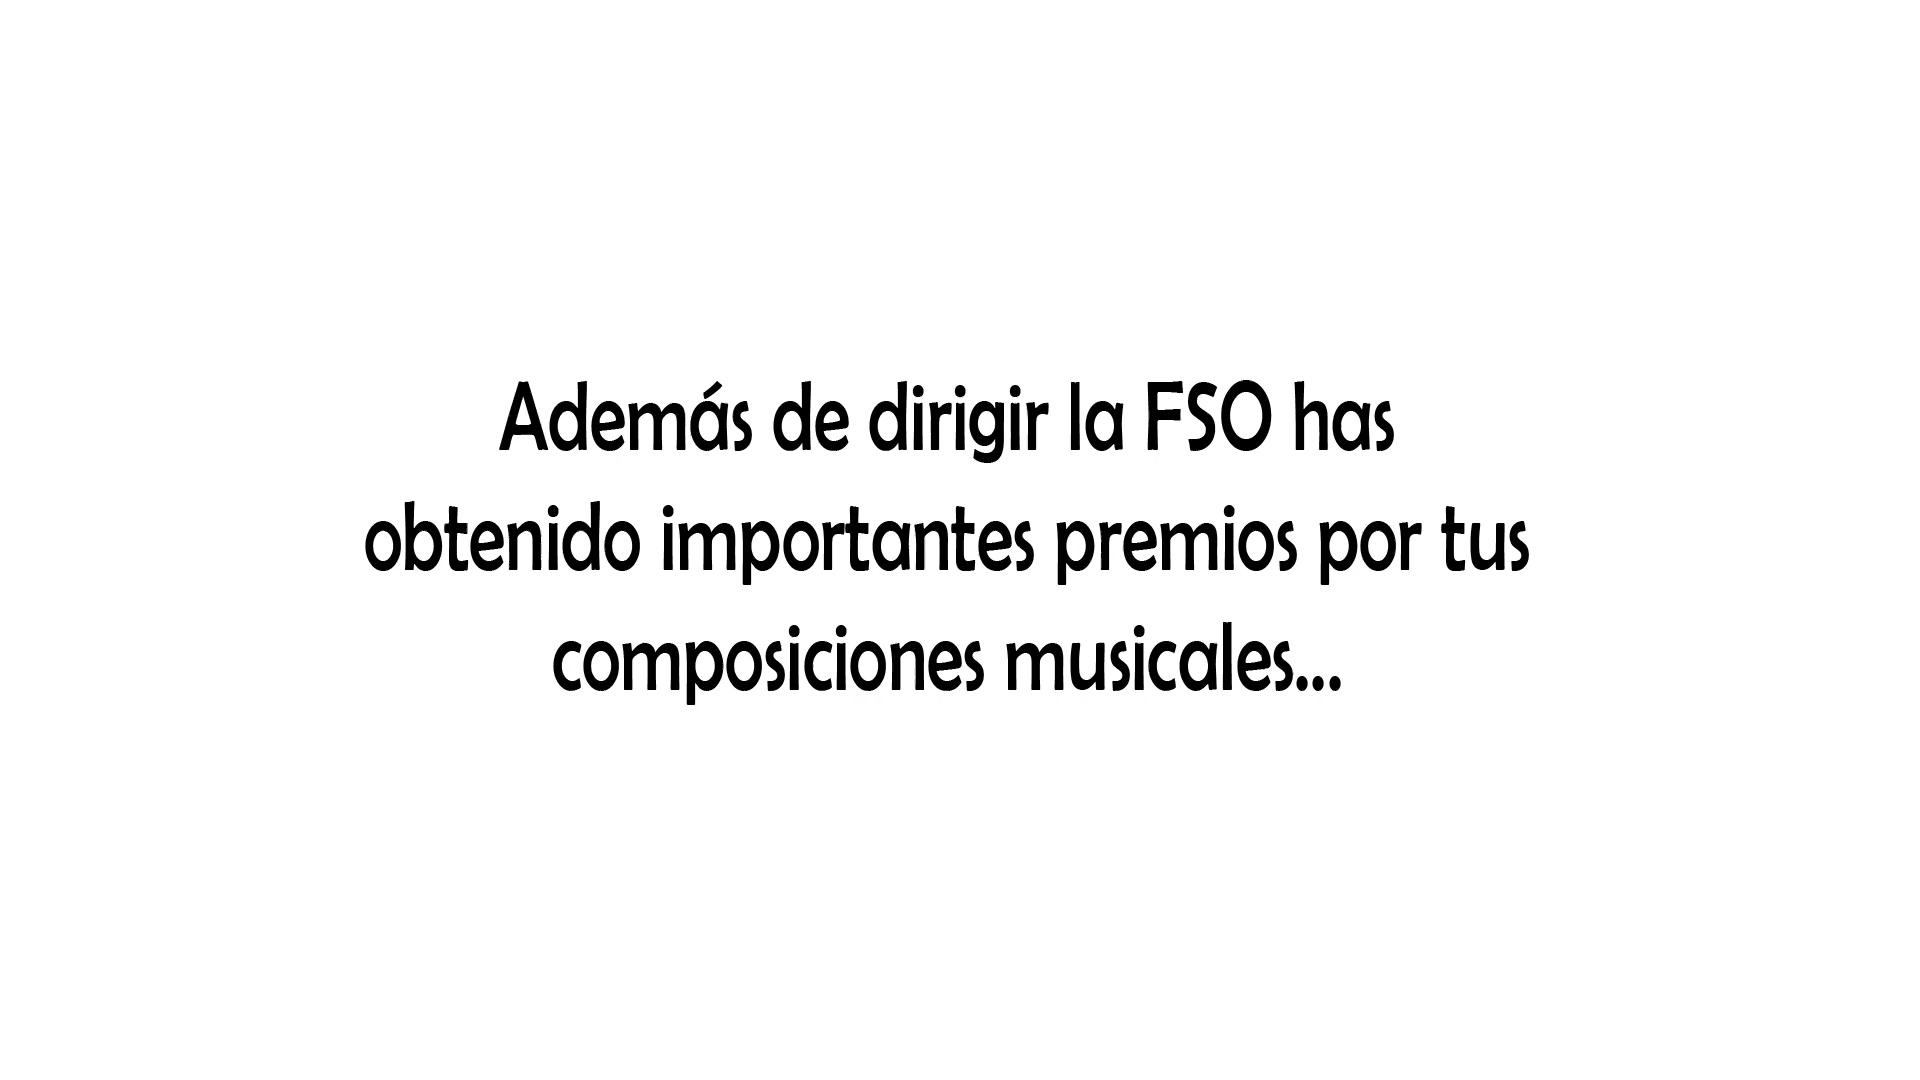 Además de dirigir la FSO has
obtenido importantes premios por tus
composiciones musicales...